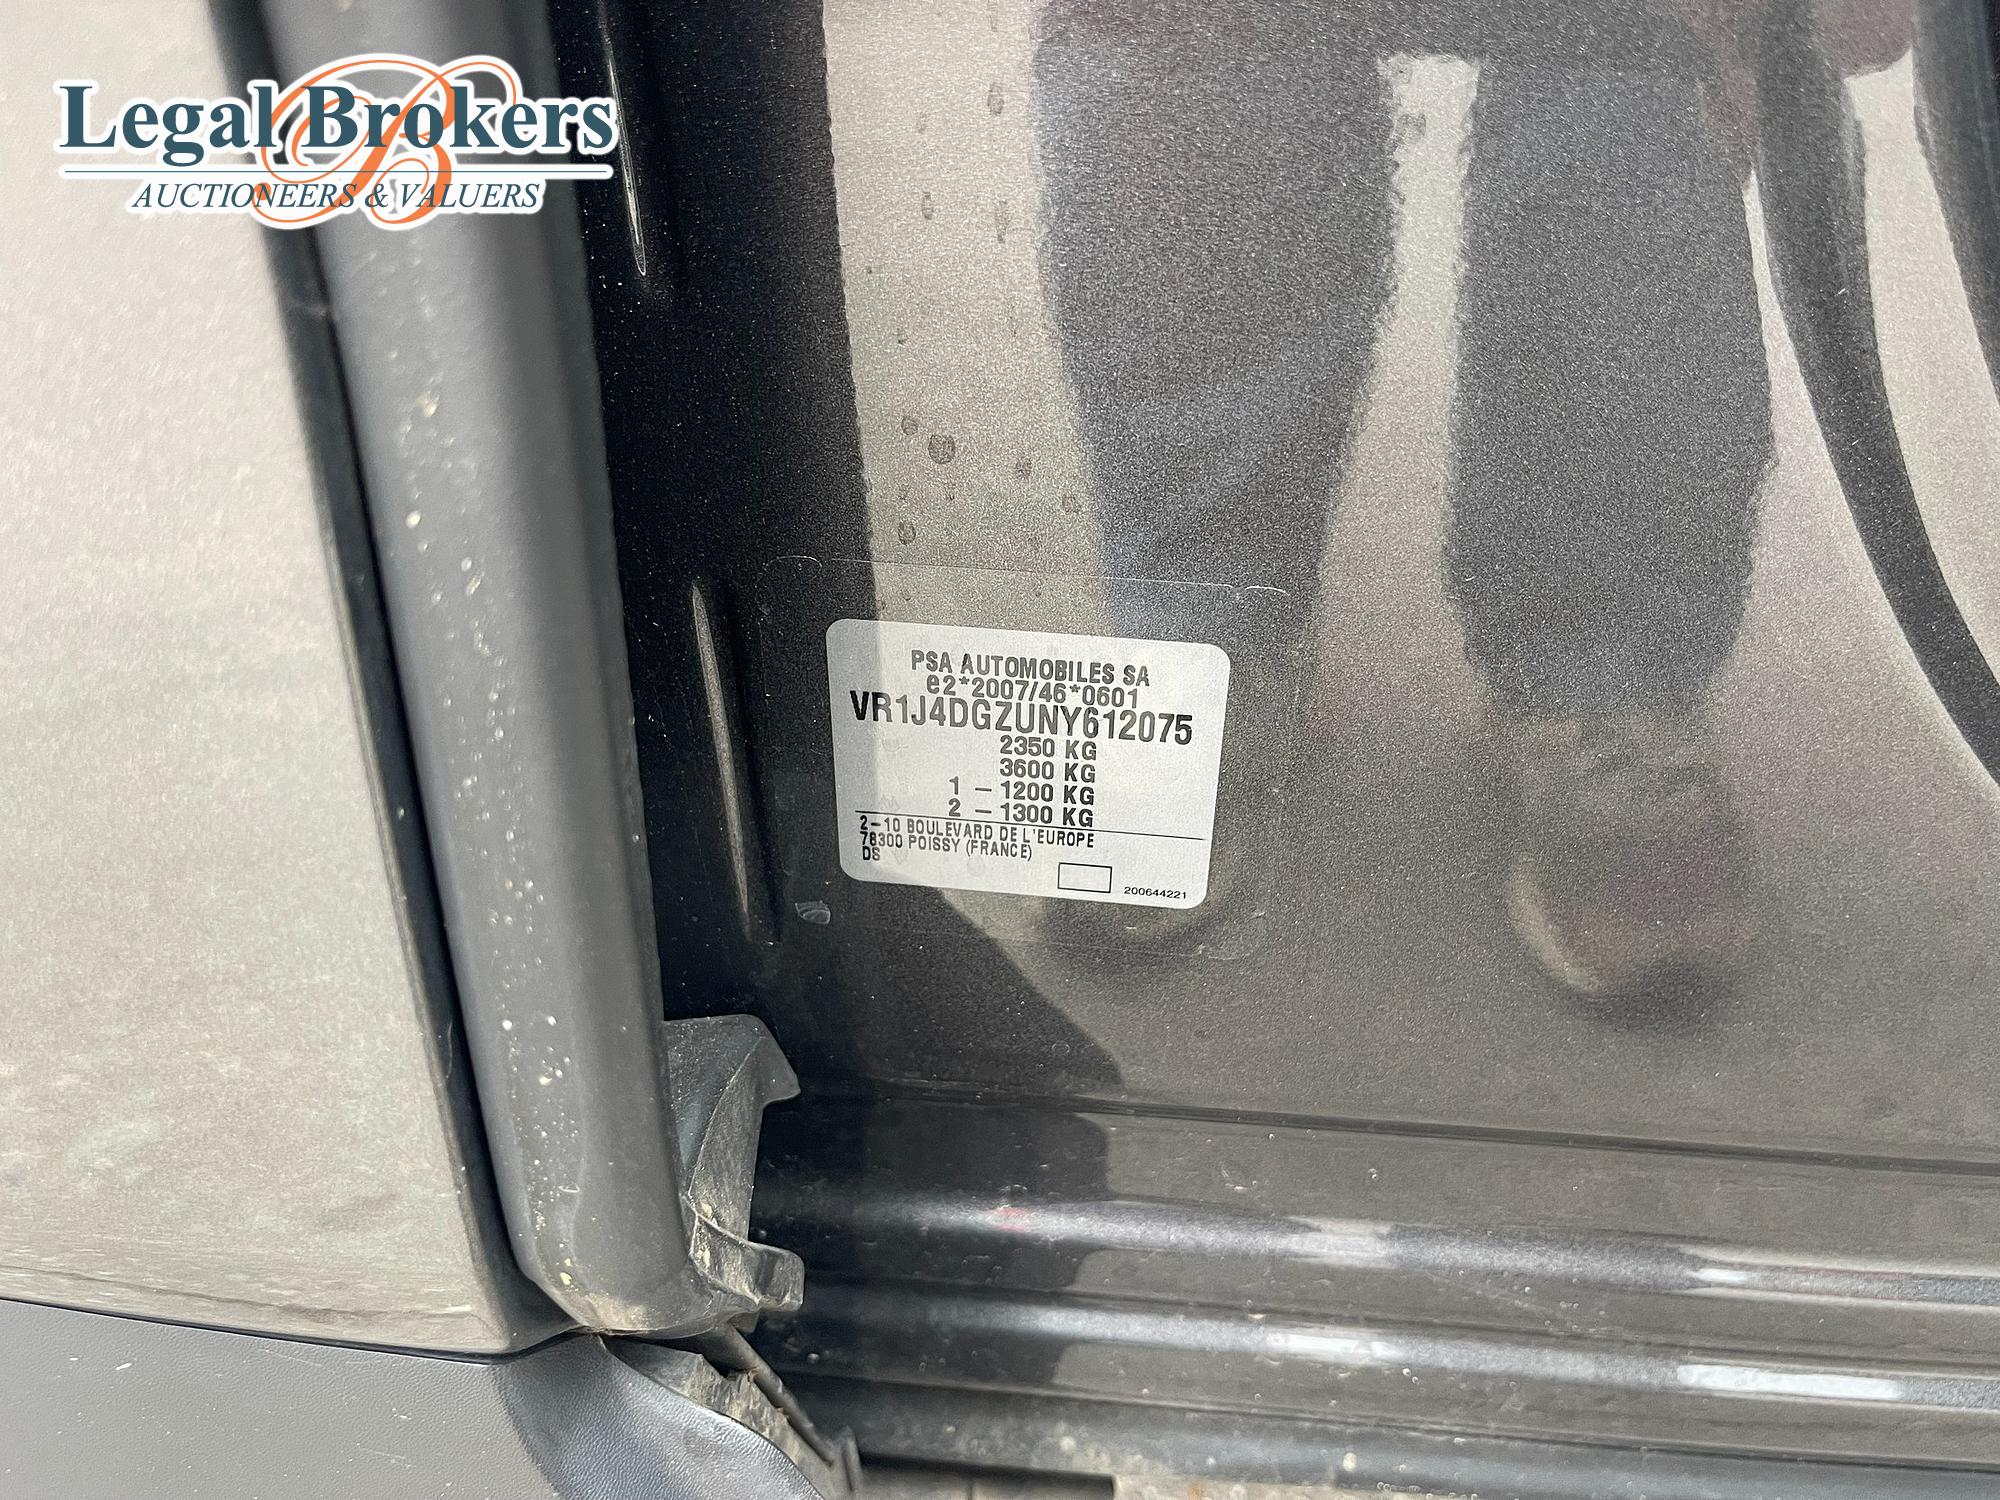 Legal Brokers
AUCTIONEERS & VALUERS
PSA AUTOMOBILES SA
e2*2007/46*0601
VR1J4DGZUNY612075
2350 KG
3600 KG
1 - 1200 KG
2 - 1300 KG
2-10 BOULEVARD DE L'EUROPE
78300 POISSY (FRANCE)
DS
200644221